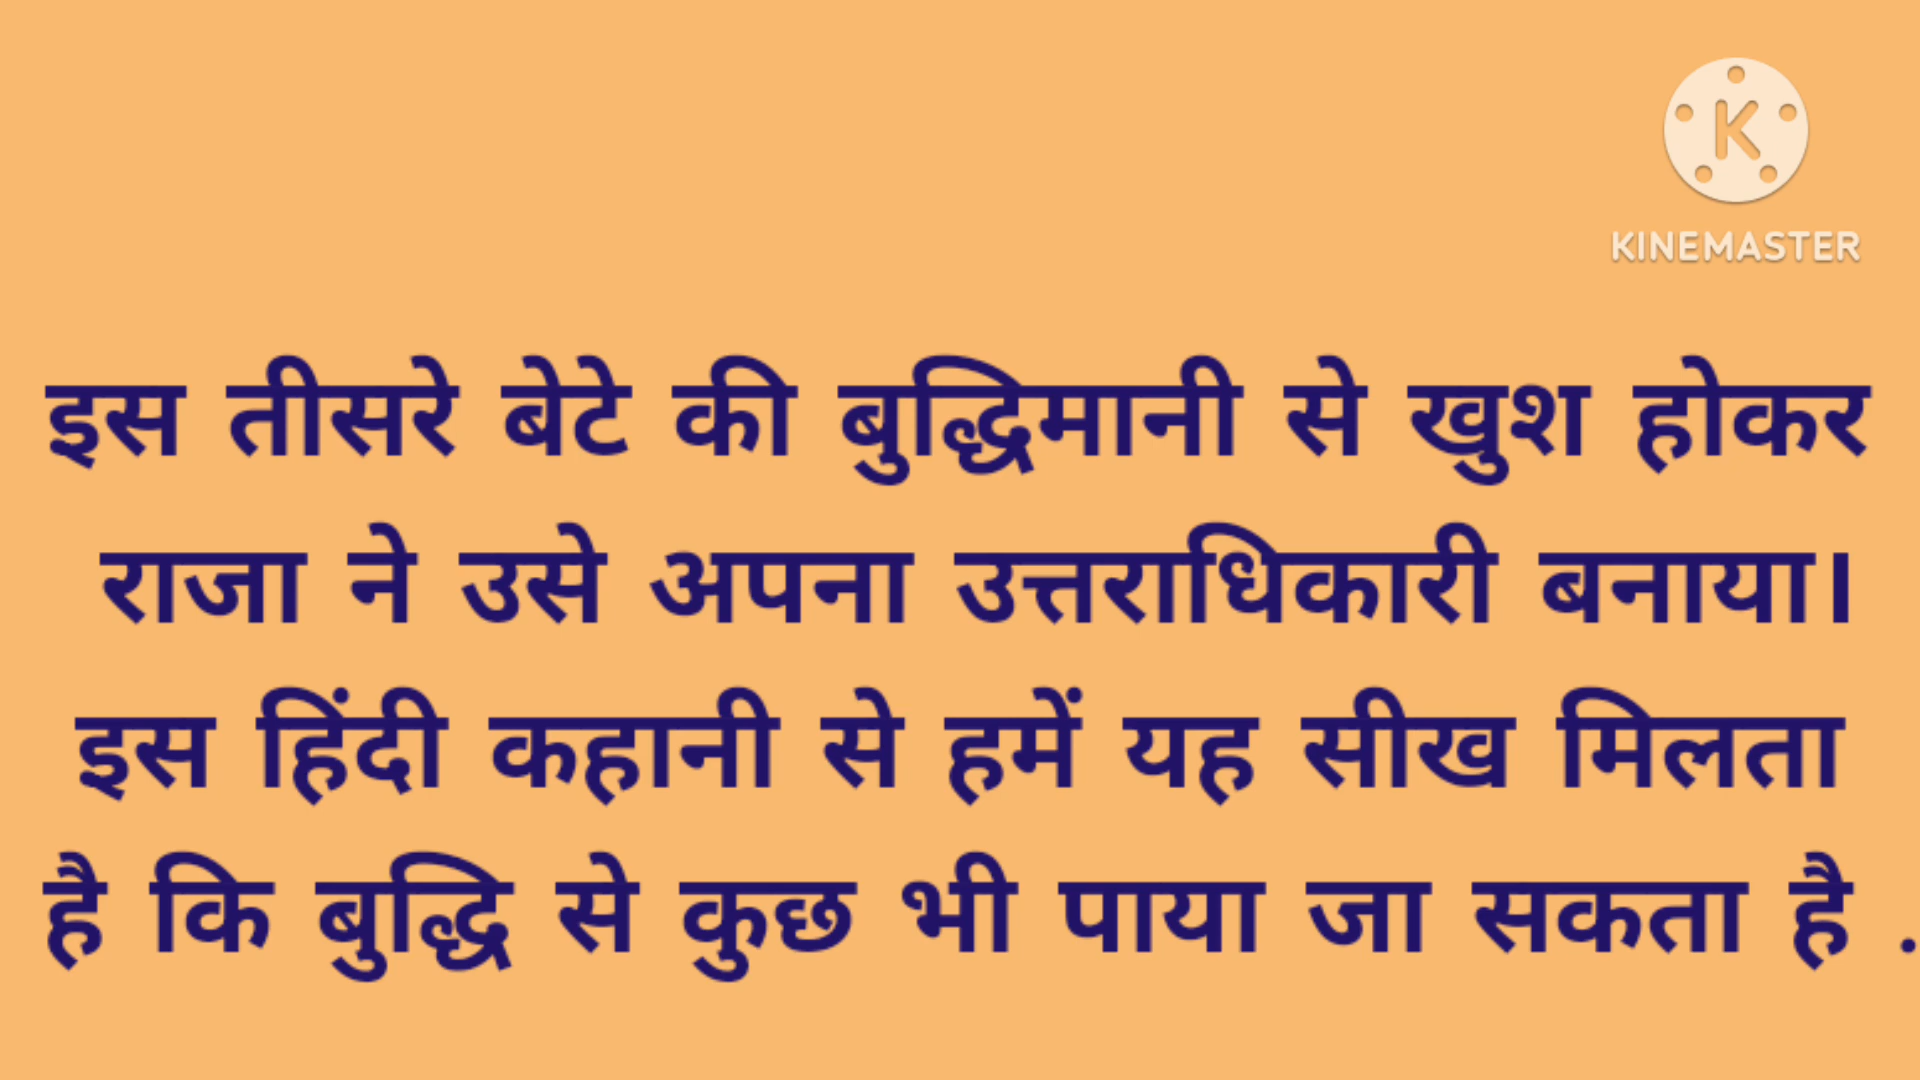 KINEMASTER
इस तीसरे बेटे की बुद्धिमानी से खुश होकर
राजा ने उसे अपना उत्तराधिकारी बनाया।
इस हिंदी कहानी से हमें यह सीख मिलता
है कि बुद्धि से कुछ भी पाया जा सकता है .